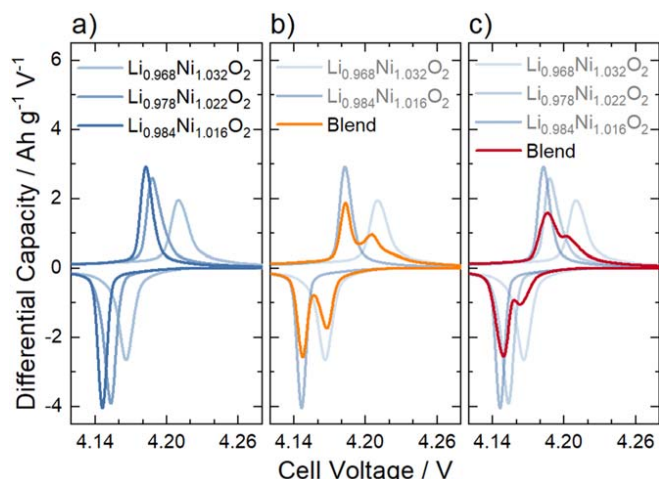 a)
Li₀.₉₆₈Ni₁.₀₃₂O₂
Li₀.₉₇₈Ni₁.₀₂₂O₂
Li₀.₉₈₄Ni₁.₀₁₆O₂
b)
Li₀.₉₆₈Ni₁.₀₃₂O₂
Li₀.₉₈₄Ni₁.₀₁₆O₂
Blend
c)
Li₀.₉₆₈Ni₁.₀₃₂O₂
Li₀.₉₇₈Ni₁.₀₂₂O₂
Li₀.₉₈₄Ni₁.₀₁₆O₂
Blend
Differential Capacity / Ah g⁻¹ V⁻¹
6
4
2
0
-2
-4
4.14 4.20 4.26 4.14 4.20 4.26 4.14 4.20 4.26
Cell Voltage / V